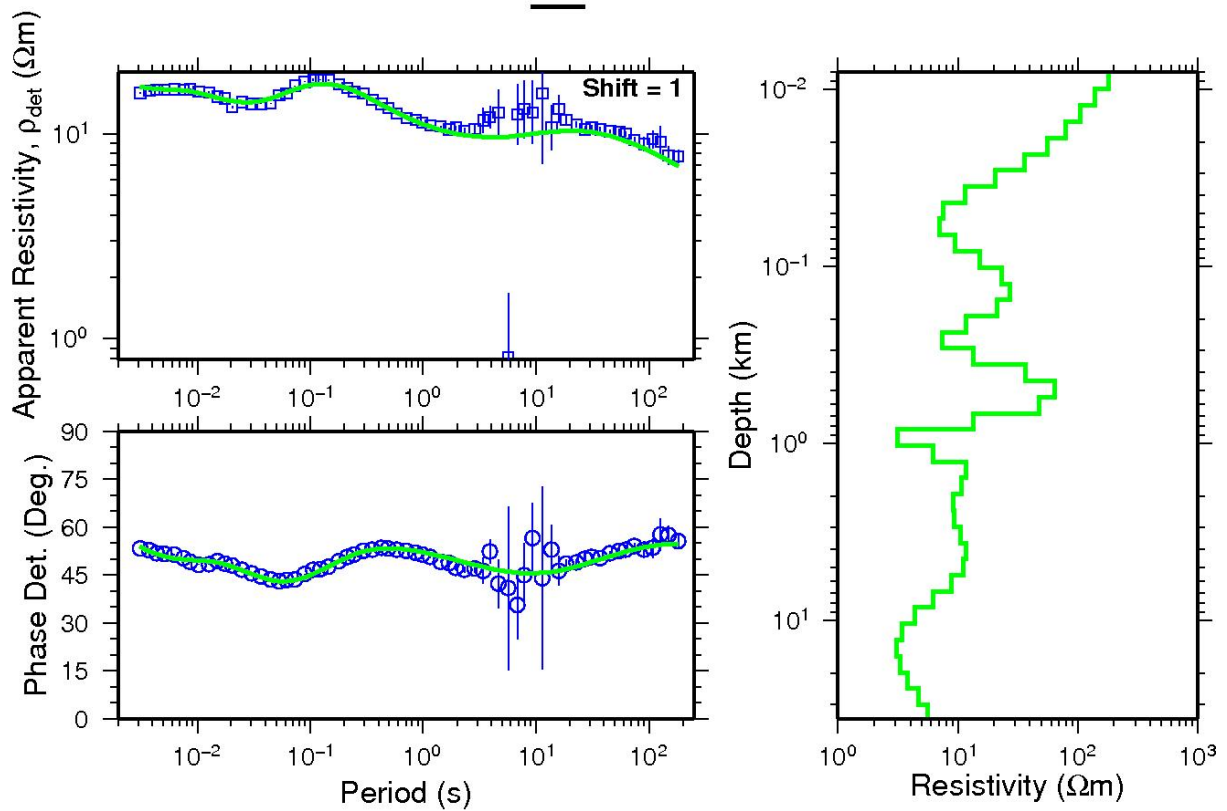 Apparent Resistivity, ρdet (Ωm)
10¹
10⁰
Shift = 1
10⁻² 10⁻¹ 10⁰ 10¹ 10²
Phase Det. (Deg.)
90
75
60
45
30
15
0
10⁻² 10⁻¹ 10⁰ 10¹ 10²
Period (s)
Depth (km)
10⁻²
10⁻¹
10⁰
10¹
10⁰ 10¹ 10² 10³
Resistivity (Ωm)